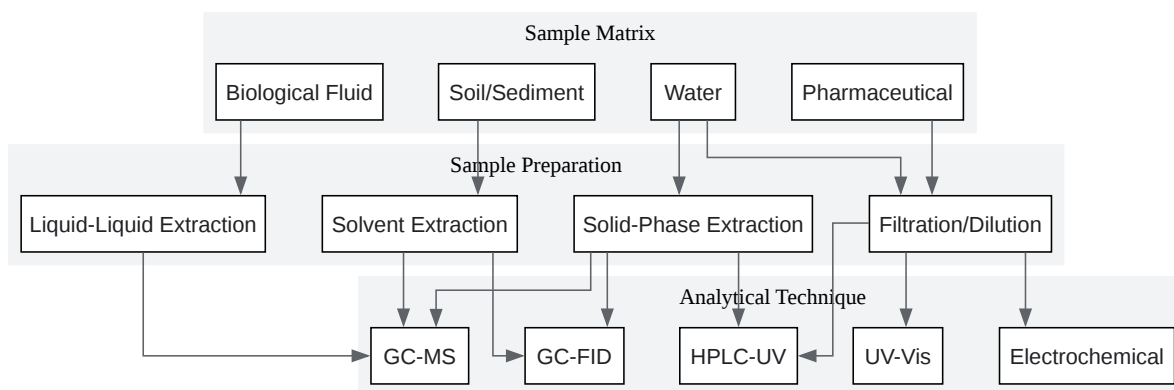 Sample Matrix
Biological Fluid
Soil/Sediment
Water
Pharmaceutical
Sample Preparation
Liquid-Liquid Extraction
Solvent Extraction
Solid-Phase Extraction
Filtration/Dilution
Analytical Technique
GC-MS
GC-FID
HPLC-UV
UV-Vis
Electrochemical